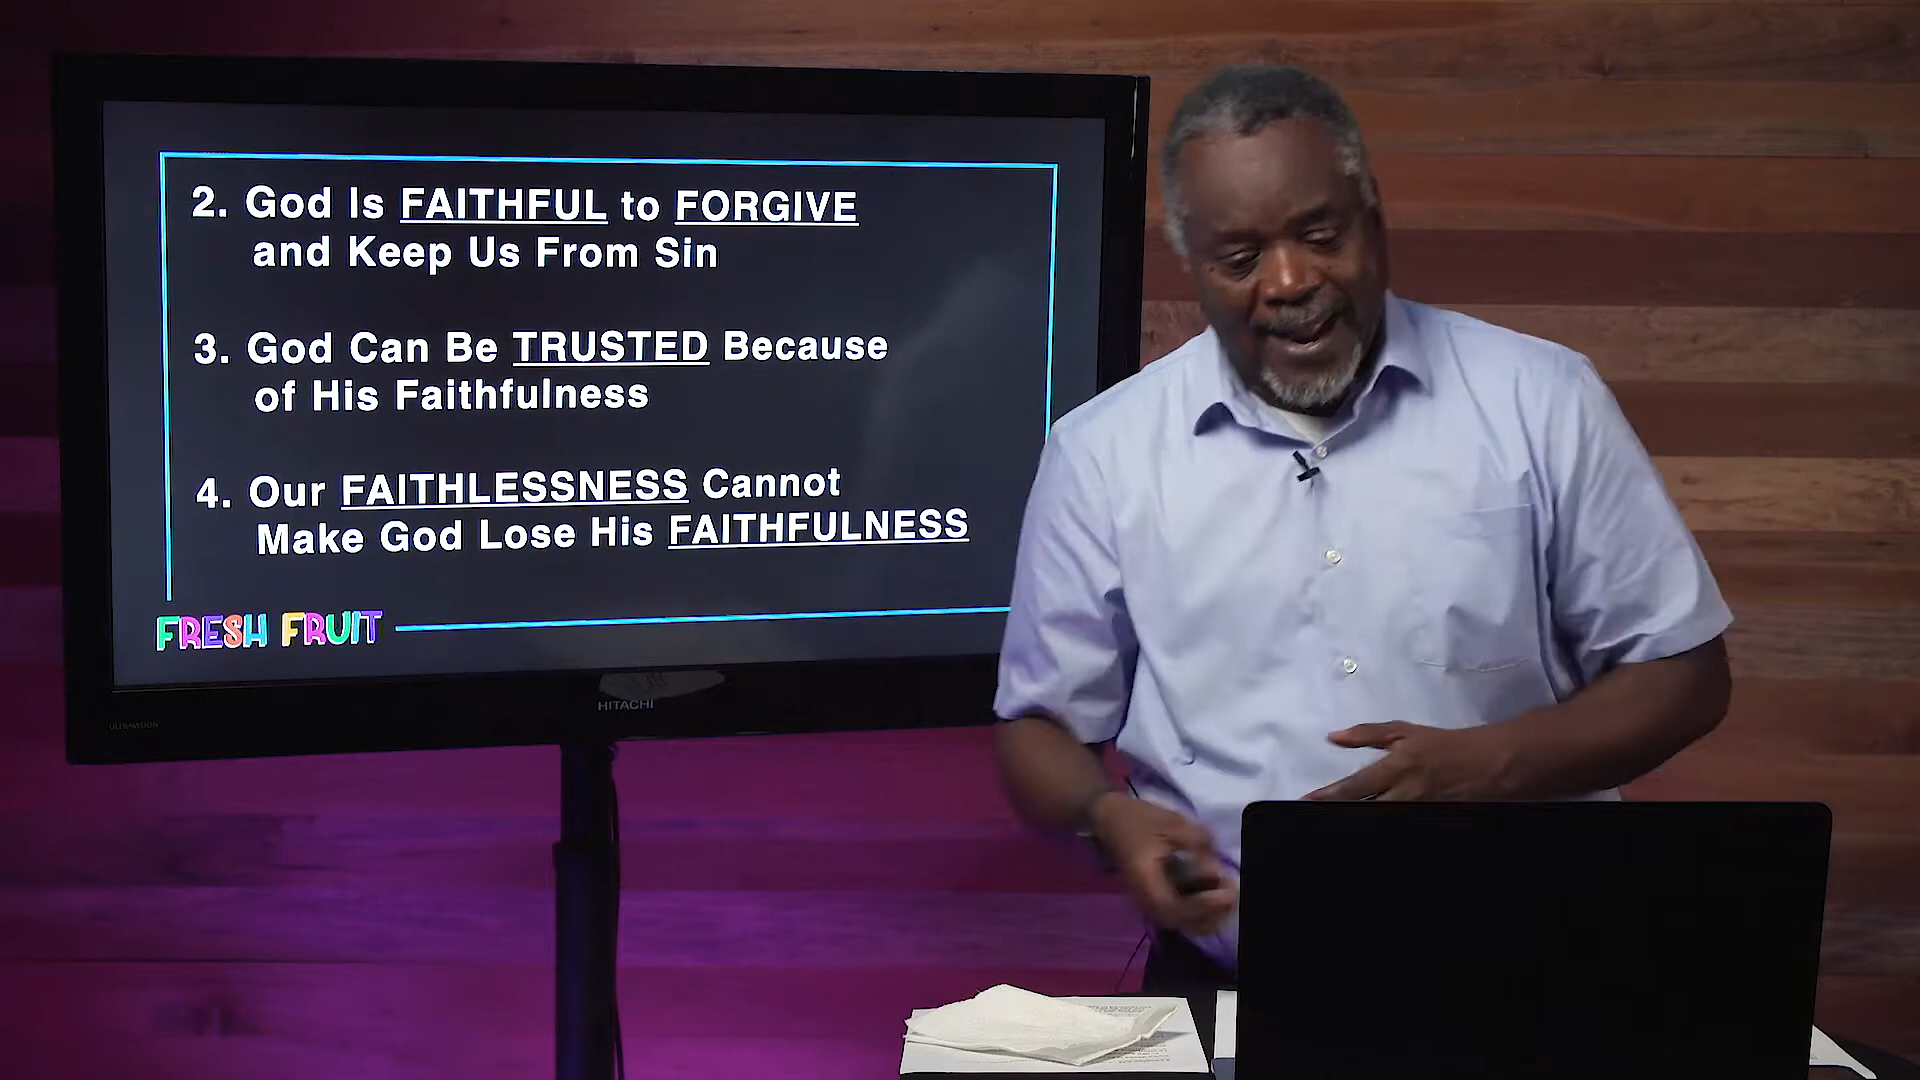 2. God Is FAITHFUL to FORGIVE
and Keep Us From Sin
3. God Can Be TRUSTED Because
of His Faithfulness
4. Our FAITHLESSNESS Cannot
Make God Lose His FAITHFULNESS
FRESH FRUIT
HITACHI
ULTRAVISION